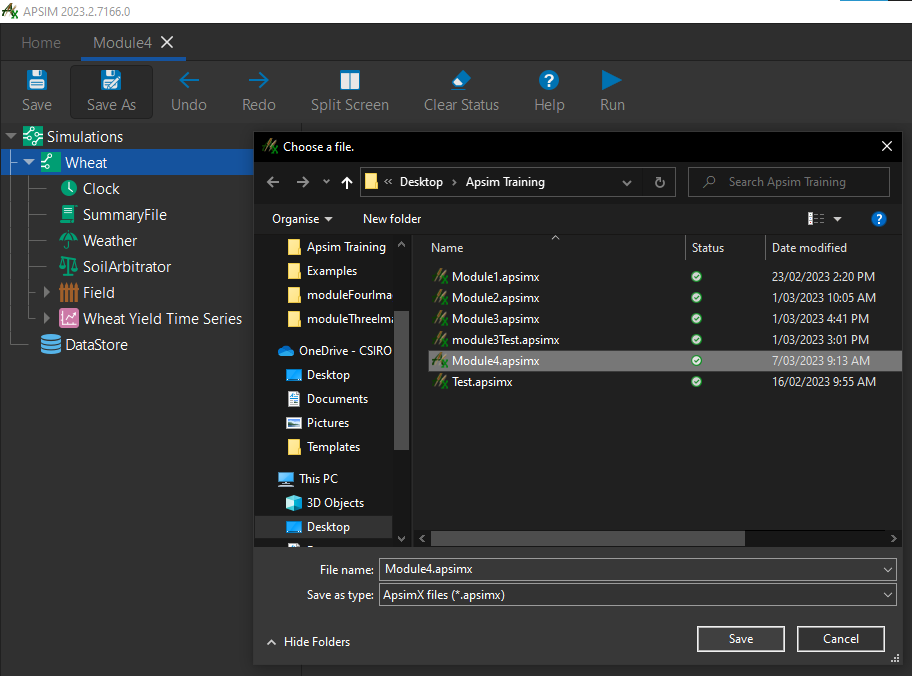 APSIM 2023.2.7166.0
Home
Module4
Save
Save As
Undo
Redo
Split Screen
Clear Status
Help
Run
Simulations
Wheat
Clock
SummaryFile
Weather
SoilArbitrator
Field
Wheat Yield Time Series
DataStore
Choose a file.
« Desktop › Apsim Training
Search Apsim Training
Organise
New folder
Apsim Training
Examples
moduleFourIma
moduleThreeIma
OneDrive - CSIRO
Desktop
Documents
Pictures
Templates
This PC
3D Objects
Desktop
Name Status Date modified
Module1.apsimx 23/02/2023 2:20 PM
Module2.apsimx 1/03/2023 10:05 AM
Module3.apsimx 1/03/2023 4:41 PM
module3Test.apsimx 1/03/2023 3:01 PM
Module4.apsimx 7/03/2023 9:13 AM
Test.apsimx 16/02/2023 9:55 AM
File name: Module4.apsimx
Save as type: ApsimX files (*.apsimx)
Hide Folders
Save
Cancel